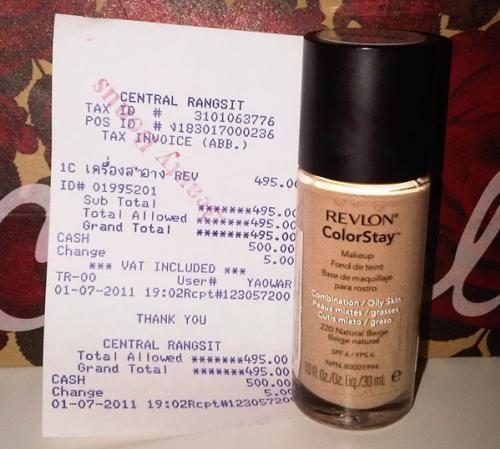 CENTRAL RANGSIT
TAX ID # 3101063776
POS ID # V183017000236
TAX INVOICE (ABB.)
1C เครื่องสำอาง REV 495.00
ID# 01995201
Sub Total *******495.00
Total Allowed *******495.00
Grand Total *******495.00
CASH 500.00
Change 5.00
*** VAT INCLUDED ***
TR-00 User# YAOWAR
01-07-2011 19:02Rcpt#123057200
THANK YOU
CENTRAL RANGSIT
Total Allowed *******495.00
Grand Total *******495.00
CASH 500.00
Change 5.00
01-07-2011 19:02Rcpt#123057200
REVLON®
ColorStay™
Makeup
Fond de teint
Base de maquillaje
para rostro
Combination / Oily Skin
Peaux mixtes / grasses
Cutis mixto / graso
220 Natural Beige
Beige naturel
SPF 6 / FPS 6
NPN 80001994
1.0 Fl. Oz./Oz. Liq./30 mL e